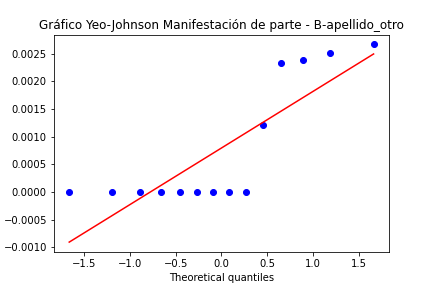 Gráfico Yeo-Johnson Manifestación de parte - B-apellido_otro
0.0025
0.0020
0.0015
0.0010
0.0005
0.0000
−0.0005
−0.0010
−1.5 −1.0 −0.5 0.0 0.5 1.0 1.5
Theoretical quantiles